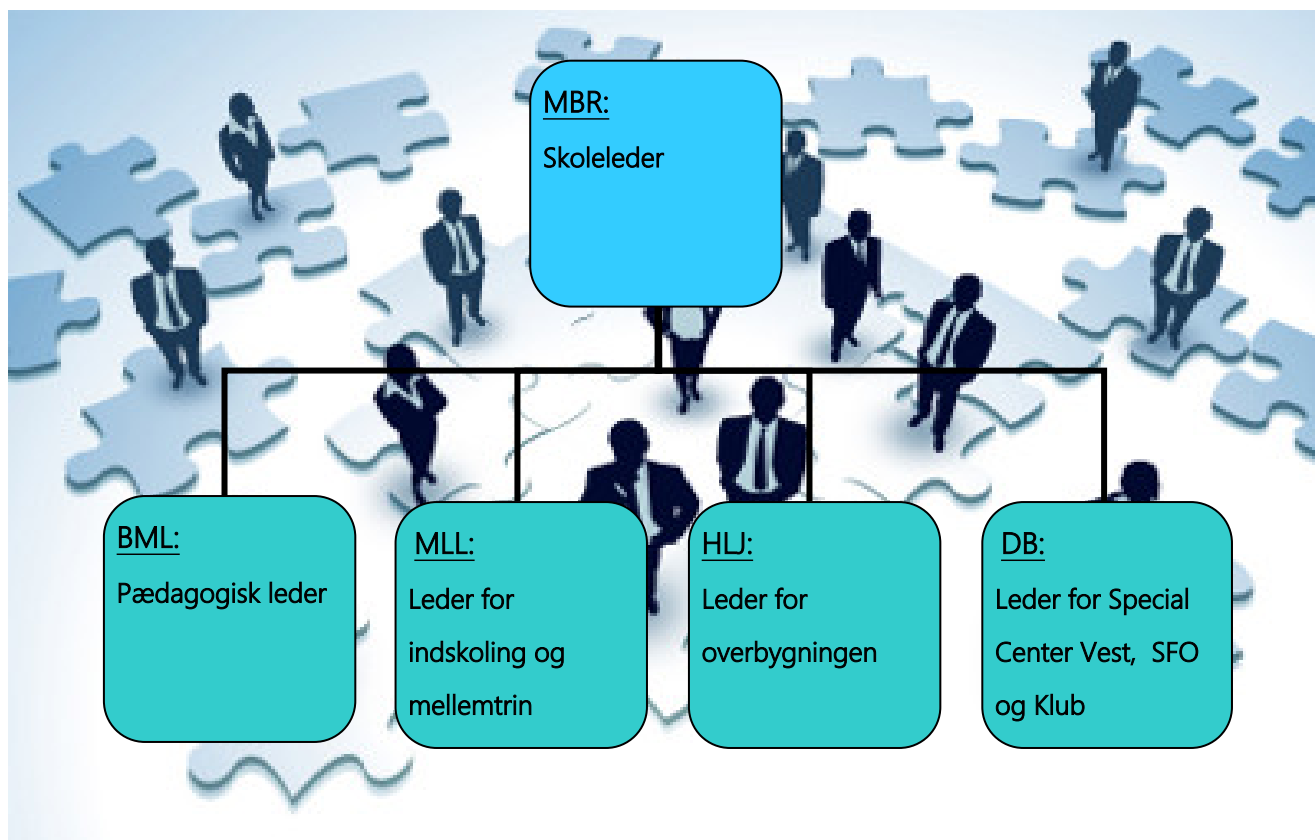 MBR:
Skoleleder
BML:
Pædagogisk leder
MLL:
Leder for
indskoling og
mellemtrin
HLJ:
Leder for
overbygningen
DB:
Leder for Special
Center Vest,  SFO
og Klub